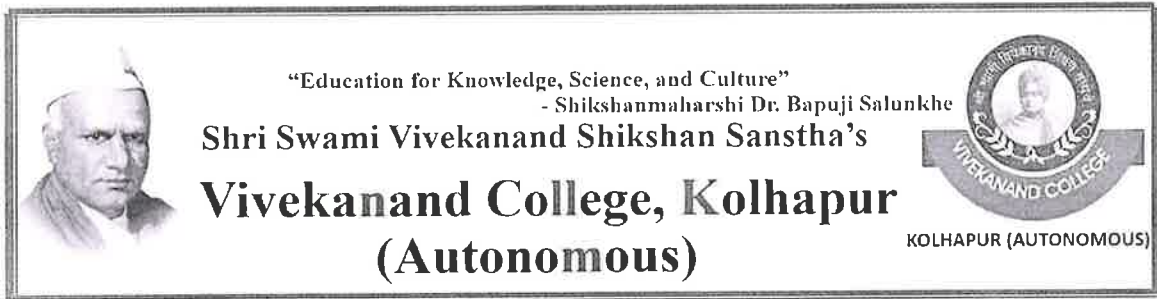 “Education for Knowledge, Science, and Culture”
- Shikshanmaharshi Dr. Bapuji Salunkhe
Shri Swami Vivekanand Shikshan Sanstha’s
Vivekanand College, Kolhapur
(Autonomous)
VIVEKANAND COLLEGE
KOLHAPUR (AUTONOMOUS)